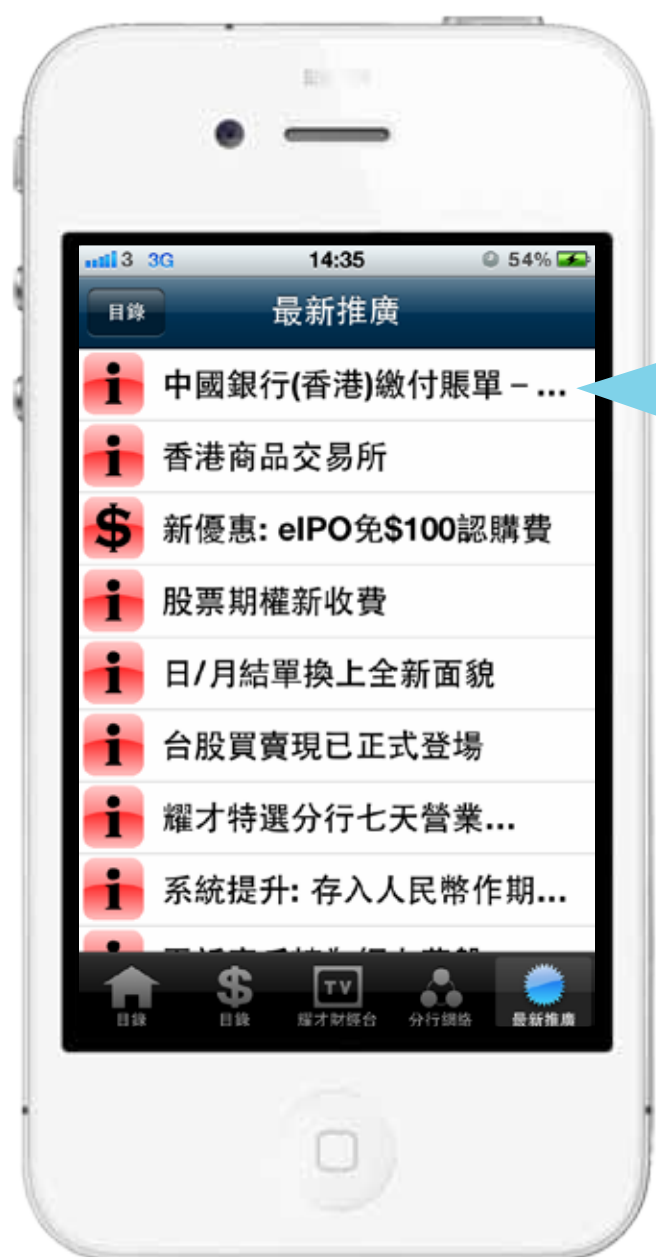 3 3G 14:35 54%
目錄 最新推廣
中國銀行(香港)繳付賬單 – ...
香港商品交易所
新優惠: eIPO免$100認購費
股票期權新收費
日/月結單換上全新面貌
台股買賣現已正式登場
耀才特選分行七天營業...
系統提升: 存入人民幣作期...
TV
目錄 目錄 耀才財經台 分行網絡 最新推廣